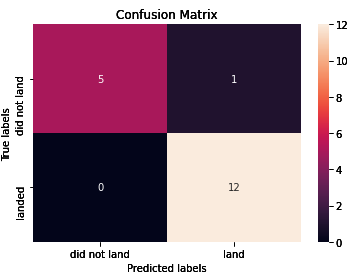 Confusion Matrix
True labels
did not land
landed
5
1
0
12
did not land
land
Predicted labels
12
10
8
6
4
2
0